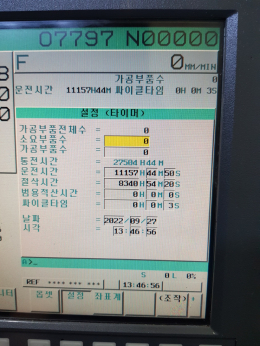 O7797 N00000
F 0 MM/MIN
가공부품수 0
운전시간 11157H44M 싸이클타임 0H 0M 3S
설정 (타이머)
가공부품전체수 = 0
소요부품수 = 0
가공부품수 = 0
통전시간 = 27504H44M
운전시간 = 11157H44M50S
절삭시간 = 8340H54M20S
범용적산시간 = 0H 0M 0S
싸이클타임 = 0H 0M 3S
날짜 = 2022/09/27
시각 = 13:46:56
A>_
S 0L 0%
REF **** *** *** 13:46:56
옵셋 설정 좌표계 (조작)